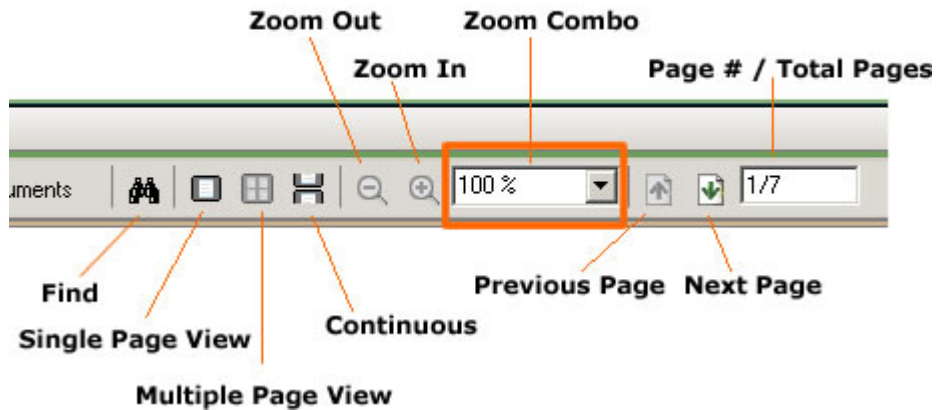 Zoom Out
Zoom Combo
Zoom In
Page # / Total Pages
uments
100 %
1/7
Previous Page
Next Page
Find
Continuous
Single Page View
Multiple Page View